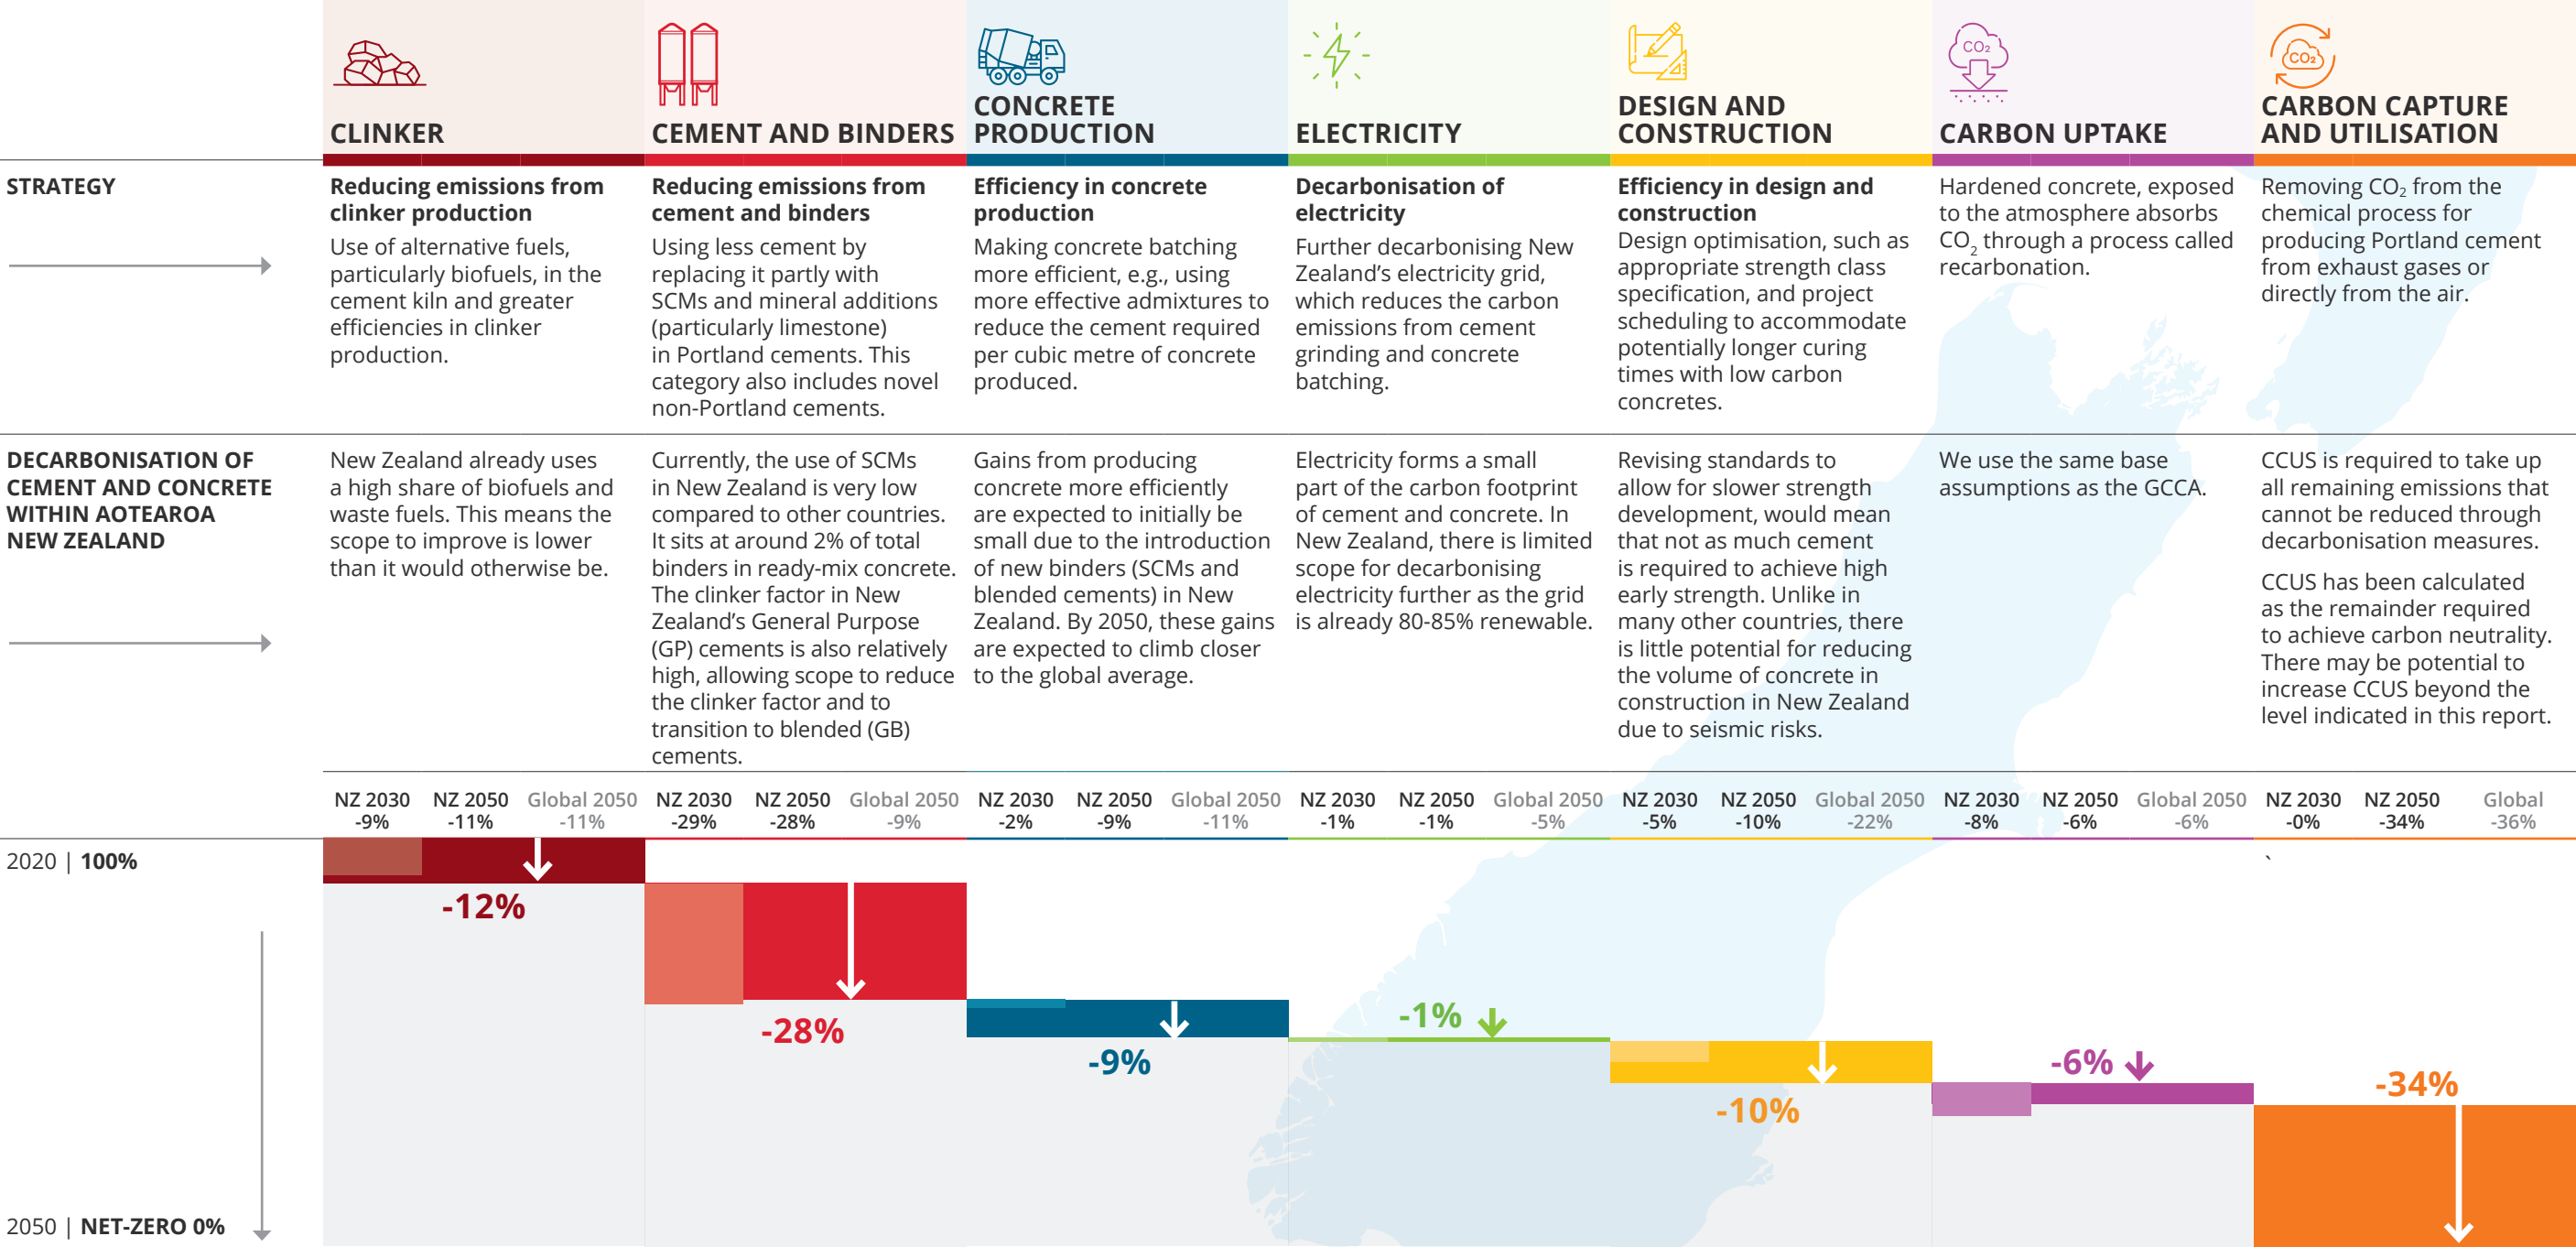 CLINKER
CEMENT AND BINDERS
CONCRETE
PRODUCTION
ELECTRICITY
DESIGN AND
CONSTRUCTION
CO₂
CARBON UPTAKE
CO₂
CARBON CAPTURE
AND UTILISATION
STRATEGY
Reducing emissions from
clinker production
Use of alternative fuels,
particularly biofuels, in the
cement kiln and greater
efficiencies in clinker
production.
Reducing emissions from
cement and binders
Using less cement by
replacing it partly with
SCMs and mineral additions
(particularly limestone)
in Portland cements. This
category also includes novel
non-Portland cements.
Efficiency in concrete
production
Making concrete batching
more efficient, e.g., using
more effective admixtures to
reduce the cement required
per cubic metre of concrete
produced.
Decarbonisation of
electricity
Further decarbonising New
Zealand’s electricity grid,
which reduces the carbon
emissions from cement
grinding and concrete
batching.
Efficiency in design and
construction
Design optimisation, such as
appropriate strength class
specification, and project
scheduling to accommodate
potentially longer curing
times with low carbon
concretes.
Hardened concrete, exposed
to the atmosphere absorbs
CO₂ through a process called
recarbonation.
Removing CO₂ from the
chemical process for
producing Portland cement
from exhaust gases or
directly from the air.
DECARBONISATION OF
CEMENT AND CONCRETE
WITHIN AOTEAROA
NEW ZEALAND
New Zealand already uses
a high share of biofuels and
waste fuels. This means the
scope to improve is lower
than it would otherwise be.
Currently, the use of SCMs
in New Zealand is very low
compared to other countries.
It sits at around 2% of total
binders in ready-mix concrete.
The clinker factor in New
Zealand’s General Purpose
(GP) cements is also relatively
high, allowing scope to reduce
the clinker factor and to
transition to blended (GB)
cements.
Gains from producing
concrete more efficiently
are expected to initially be
small due to the introduction
of new binders (SCMs and
blended cements) in New
Zealand. By 2050, these gains
are expected to climb closer
to the global average.
Electricity forms a small
part of the carbon footprint
of cement and concrete. In
New Zealand, there is limited
scope for decarbonising
electricity further as the grid
is already 80-85% renewable.
Revising standards to
allow for slower strength
development, would mean
that not as much cement
is required to achieve high
early strength. Unlike in
many other countries, there
is little potential for reducing
the volume of concrete in
construction in New Zealand
due to seismic risks.
We use the same base
assumptions as the GCCA.
CCUS is required to take up
all remaining emissions that
cannot be reduced through
decarbonisation measures.
CCUS has been calculated
as the remainder required
to achieve carbon neutrality.
There may be potential to
increase CCUS beyond the
level indicated in this report.
NZ 2030 NZ 2050 Global 2050 NZ 2030 NZ 2050 Global 2050 NZ 2030 NZ 2050 Global 2050 NZ 2030 NZ 2050 Global 2050 NZ 2030 NZ 2050 Global 2050 NZ 2030 NZ 2050 Global 2050 NZ 2030 NZ 2050 Global
-9% -11% -11% -29% -28% -9% -2% -9% -11% -1% -1% -5% -5% -10% -22% -8% -6% -6% -0% -34% -36%
2020 | 100%
`
-12%
-28%
-9%
-1%
-10%
-6%
-34%
2050 | NET-ZERO 0%